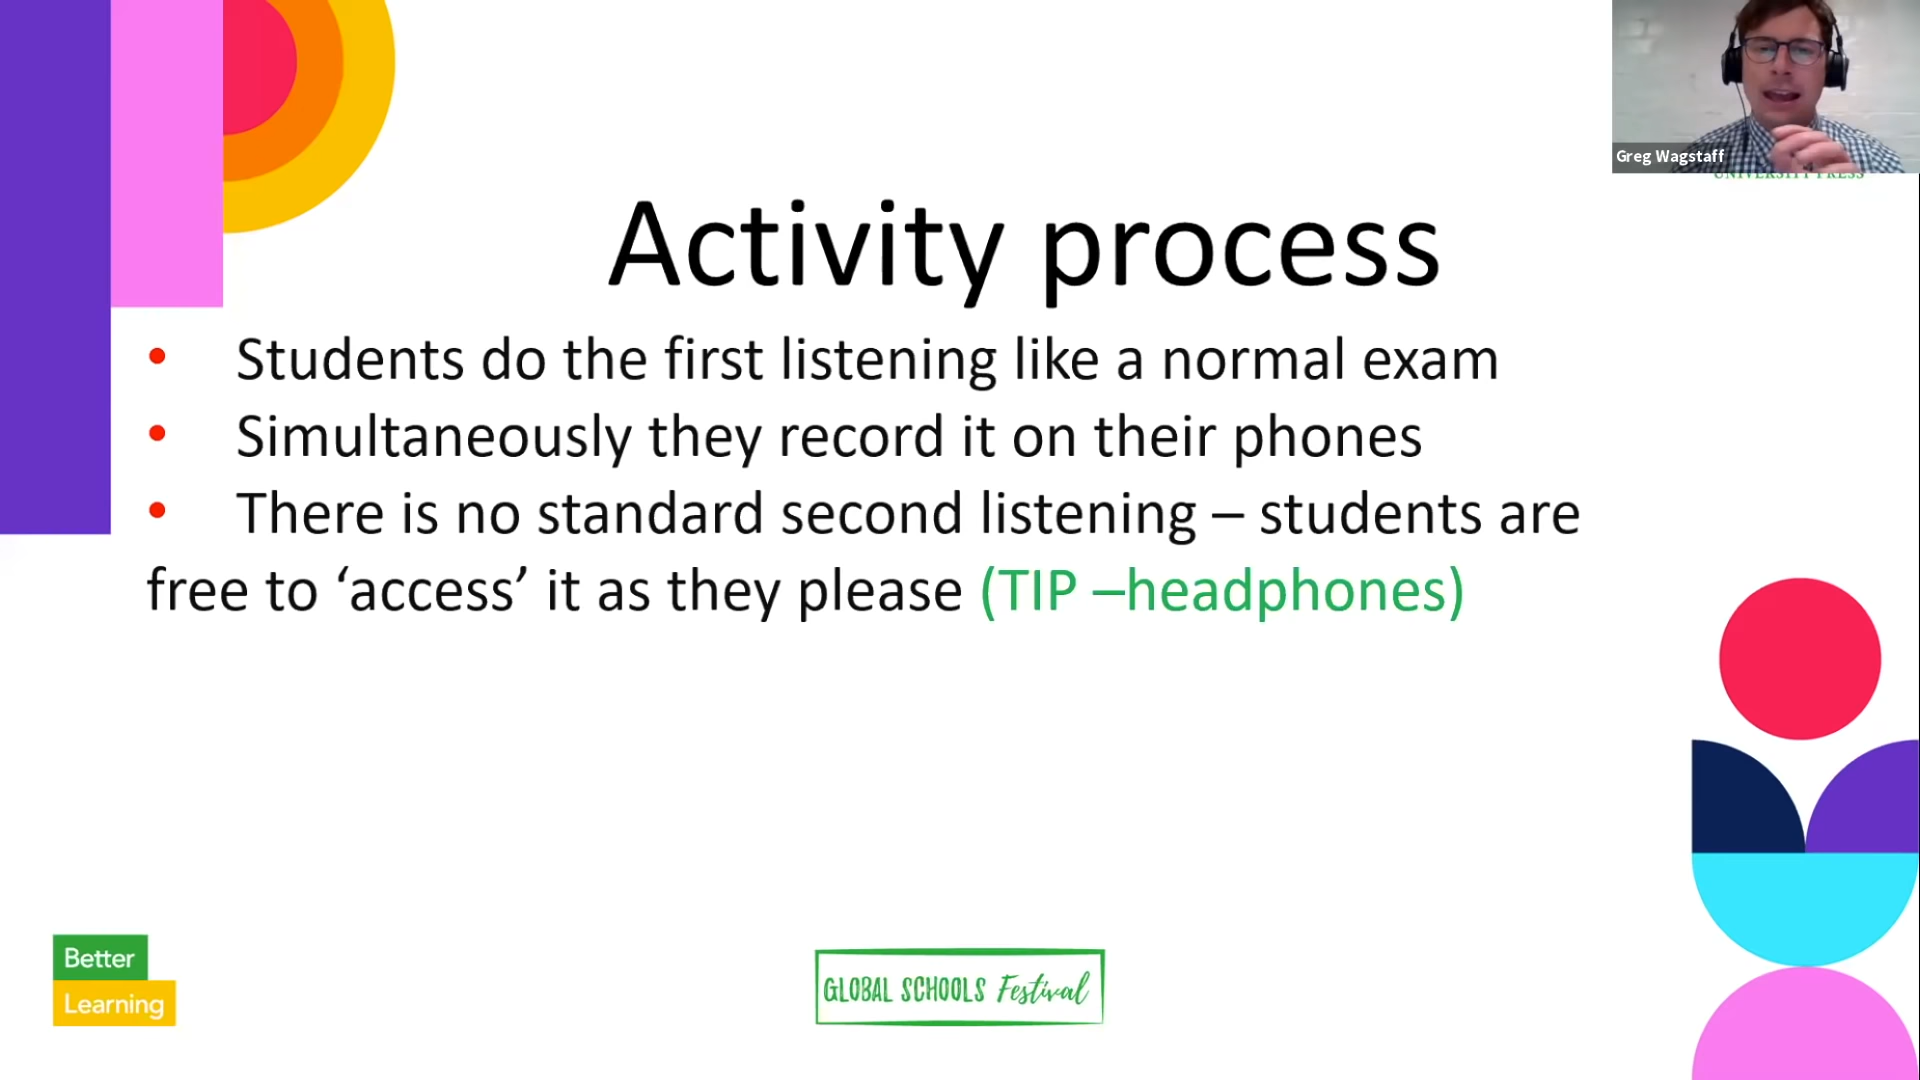 Greg Wagstaff
UNIVERSITY PRESS
Activity process
• Students do the first listening like a normal exam
• Simultaneously they record it on their phones
• There is no standard second listening – students are
free to ‘access’ it as they please (TIP –headphones)
Better
Learning
GLOBAL SCHOOLS Festival